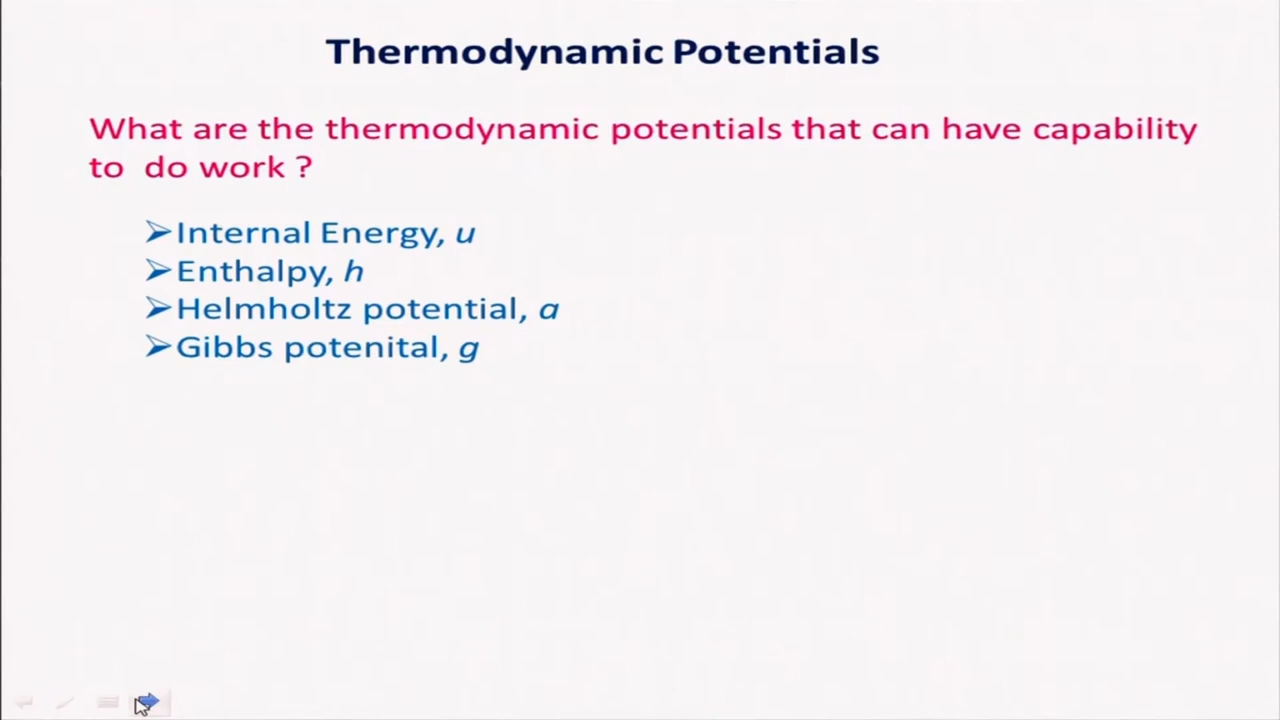 Thermodynamic Potentials
What are the thermodynamic potentials that can have capability
to do work ?
➢Internal Energy, u
➢Enthalpy, h
➢Helmholtz potential, a
➢Gibbs potenital, g